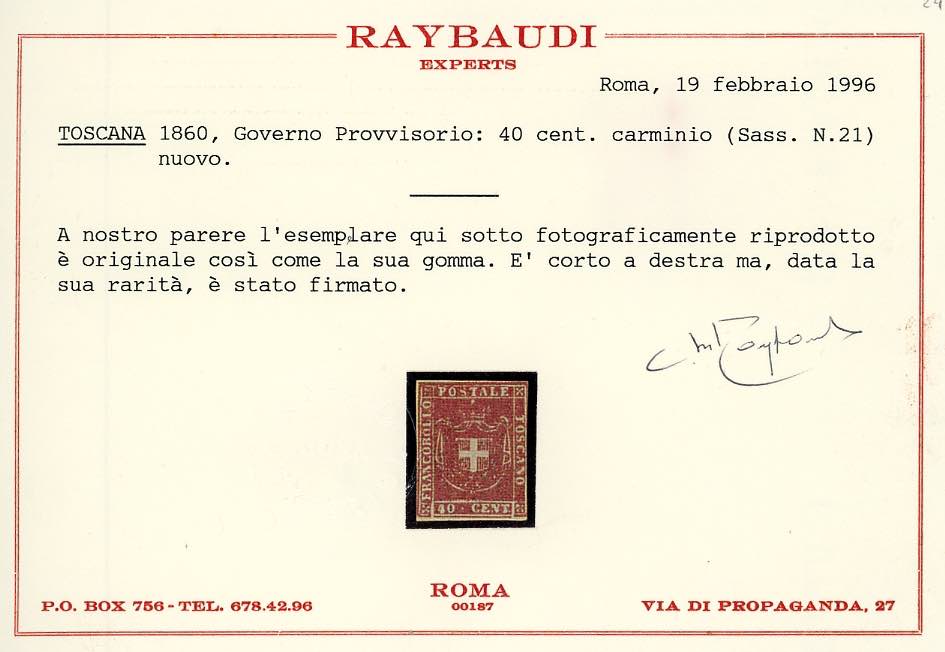 RAYBAUDI
EXPERTS
Roma, 19 febbraio 1996
TOSCANA 1860, Governo Provvisorio: 40 cent. carminio (Sass. N.21)
nuovo.
A nostro parere l'esemplare qui sotto fotograficamente riprodotto
è originale così come la sua gomma. E' corto a destra ma, data la
sua rarità, è stato firmato.
POSTALE
FRANCOBOLLO
TOSCANO
40 · CENT.
ROMA
00187
P.O. BOX 756 - TEL. 678.42.96
VIA DI PROPAGANDA, 27